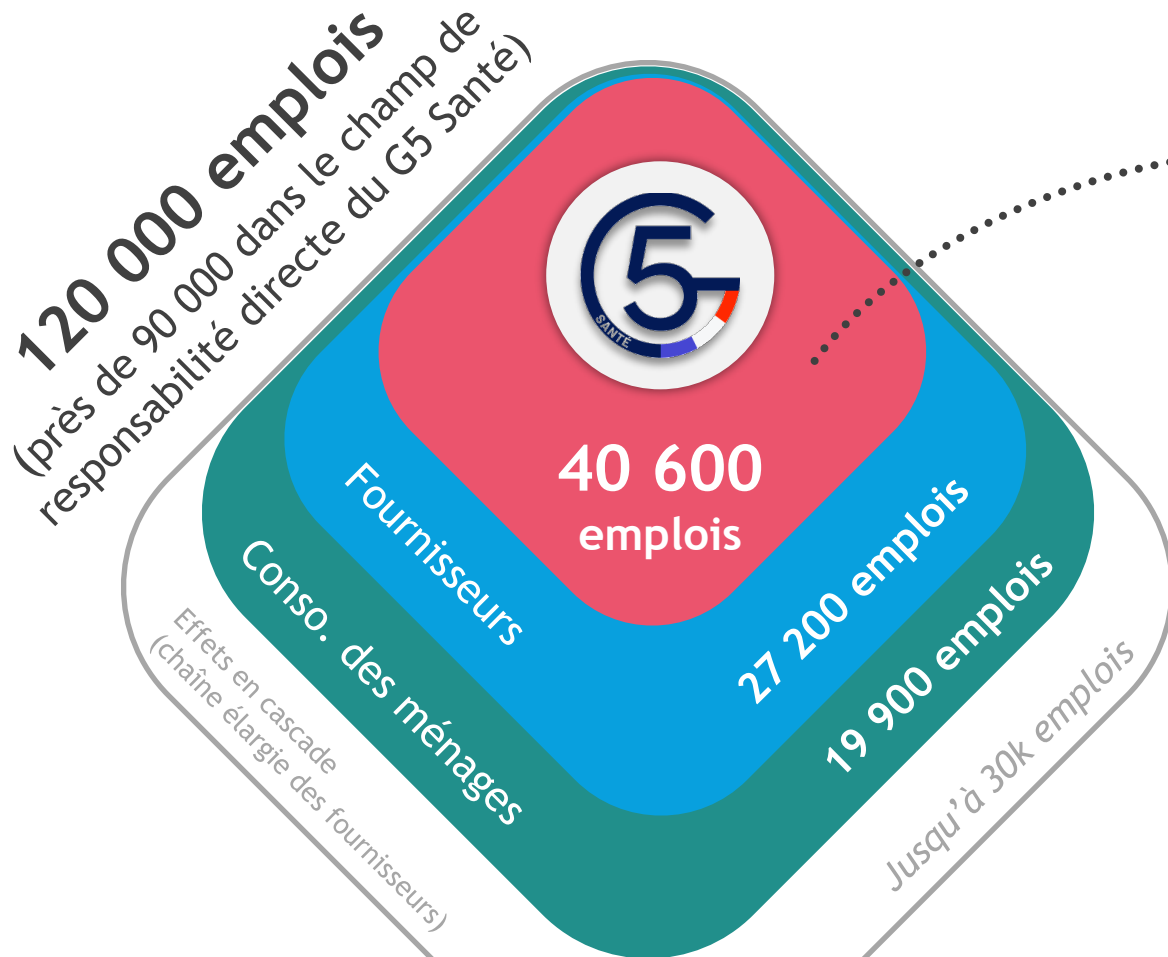 120 000 emplois
(près de 90 000 dans le champ de
responsabilité directe du G5 Santé)
G5
SANTÉ
40 600
emplois
Fournisseurs
27 200 emplois
Conso. des ménages
19 900 emplois
Effets en cascade
(chaîne élargie des fournisseurs)
Jusqu'à 30k emplois